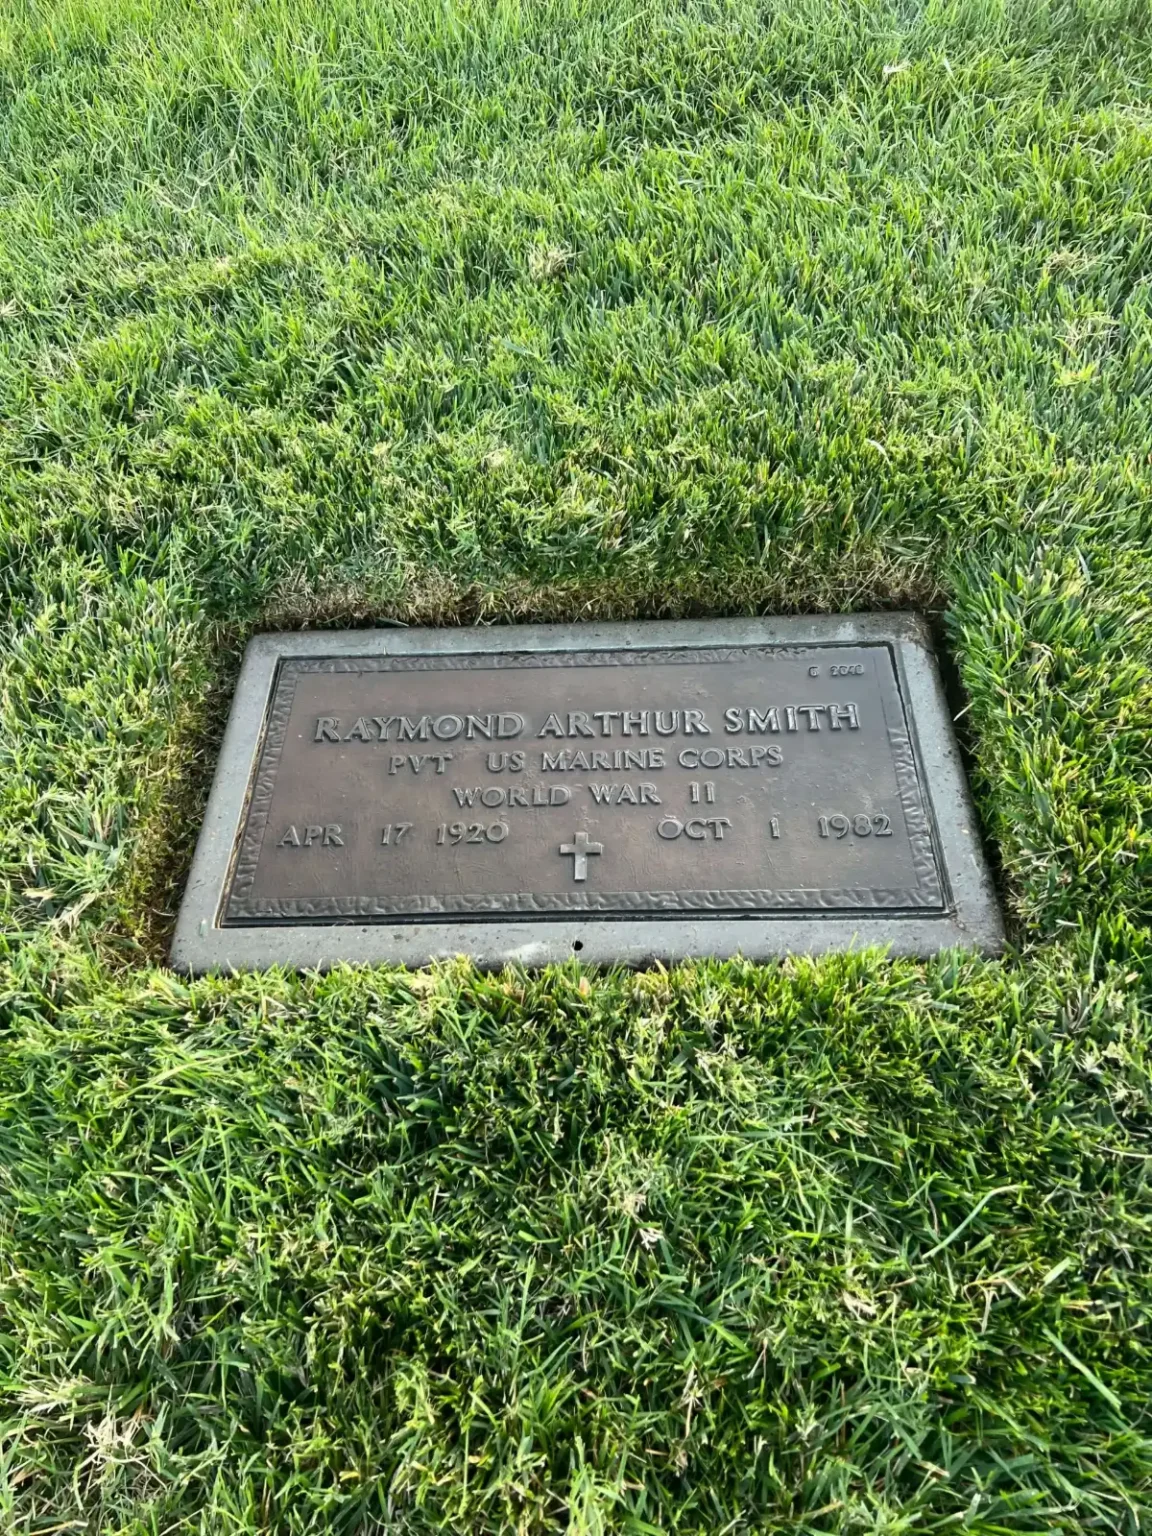 RAYMOND ARTHUR SMITH
PVT US MARINE CORPS
WORLD WAR II
APR 17 1920 OCT 1 1982